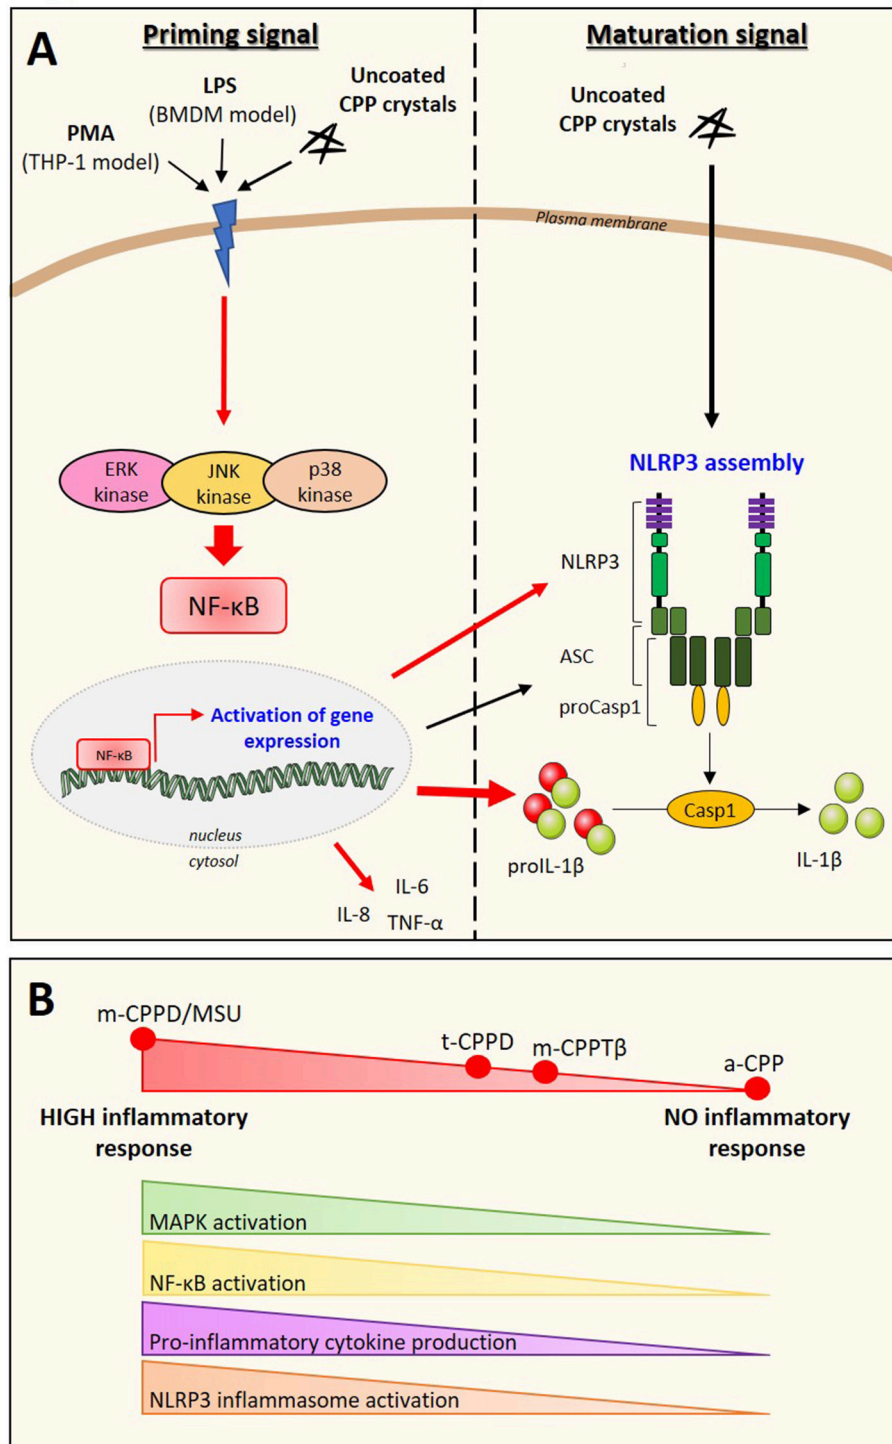 A
Priming signal
LPS
(BMDM model)
PMA
(THP-1 model)
Uncoated
CPP crystals
Maturation signal
Uncoated
CPP crystals
Plasma membrane
ERK
kinase
JNK
kinase
p38
kinase
NF-κB
NF-κB
Activation of gene
expression
nucleus
cytosol
IL-6
IL-8
TNF-α
NLRP3 assembly
NLRP3
ASC
proCasp1
Casp1
proIL-1β
IL-1β
B
m-CPPD/MSU
t-CPPD
m-CPPTβ
a-CPP
HIGH inflammatory
response
NO inflammatory
response
MAPK activation
NF-κB activation
Pro-inflammatory cytokine production
NLRP3 inflammasome activation